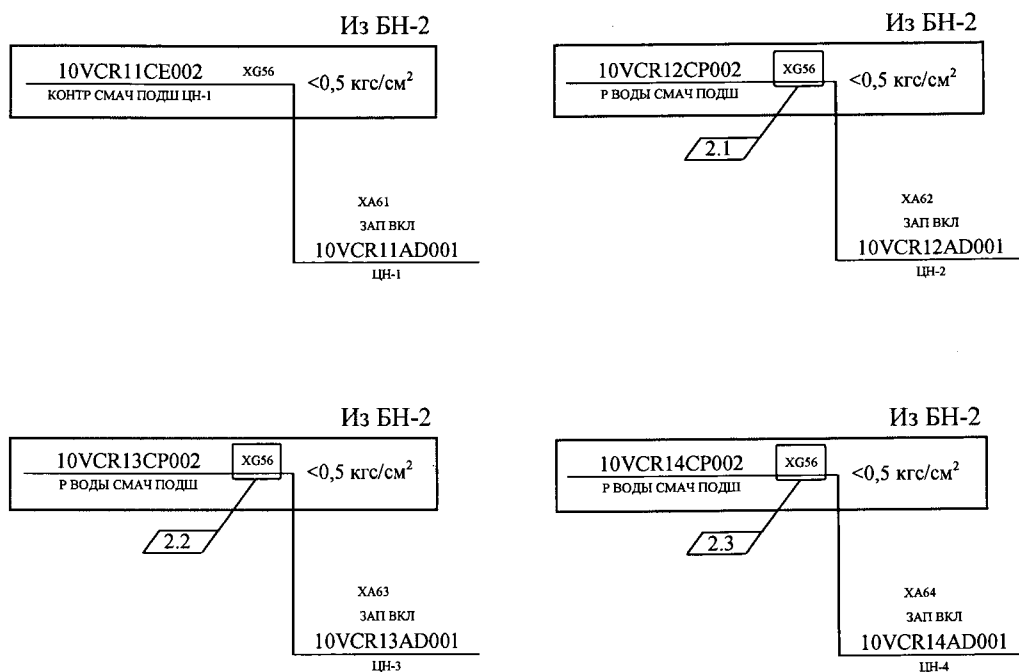 Из БН-2
10VCR11CE002 XG56 <0,5 кгс/см²
КОНТР СМАЧ ПОДШ ЦН-1
ХА61
ЗАП ВКЛ
10VCR11AD001
ЦН-1
Из БН-2
10VCR12CP002 XG56 <0,5 кгс/см²
Р ВОДЫ СМАЧ ПОДШ
2.1
ХА62
ЗАП ВКЛ
10VCR12AD001
ЦН-2
Из БН-2
10VCR13CP002 XG56 <0,5 кгс/см²
Р ВОДЫ СМАЧ ПОДШ
2.2
ХА63
ЗАП ВКЛ
10VCR13AD001
ЦН-3
Из БН-2
10VCR14CP002 XG56 <0,5 кгс/см²
Р ВОДЫ СМАЧ ПОДШ
2.3
ХА64
ЗАП ВКЛ
10VCR14AD001
ЦН-4